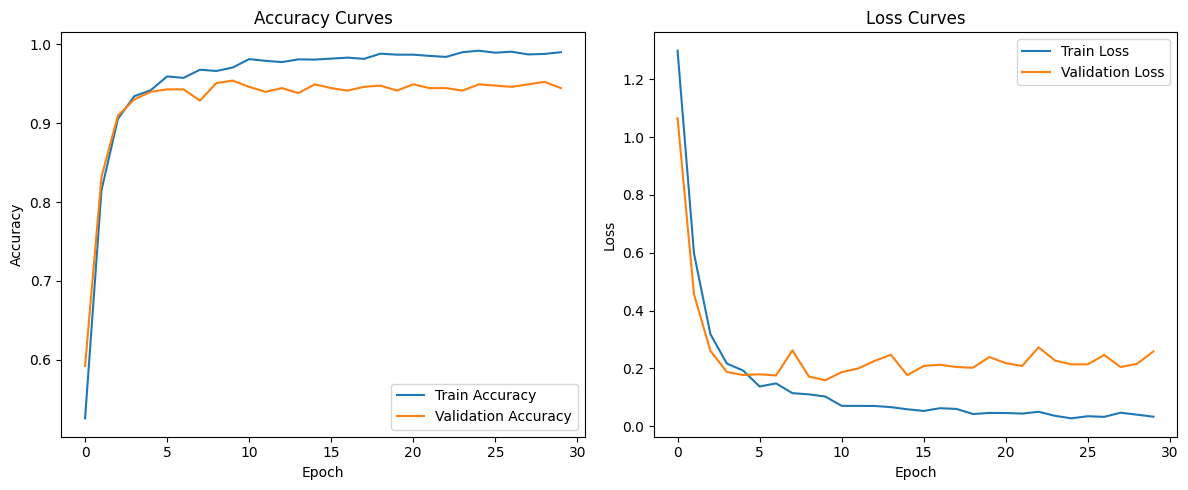 Accuracy Curves
Accuracy
1.0
0.9
0.8
0.7
0.6
Train Accuracy
Validation Accuracy
0 5 10 15 20 25 30
Epoch
Loss Curves
Loss
1.2
1.0
0.8
0.6
0.4
0.2
0.0
Train Loss
Validation Loss
0 5 10 15 20 25 30
Epoch